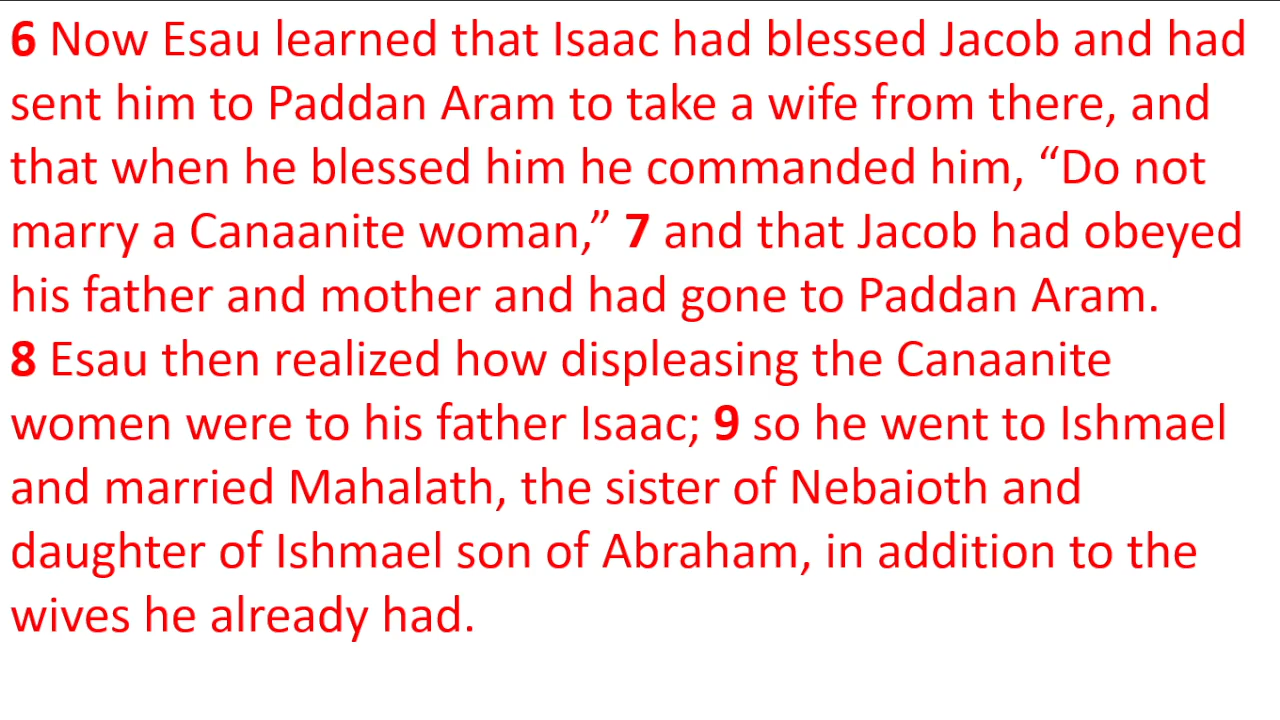 6 Now Esau learned that Isaac had blessed Jacob and had
sent him to Paddan Aram to take a wife from there, and
that when he blessed him he commanded him, “Do not
marry a Canaanite woman,” 7 and that Jacob had obeyed
his father and mother and had gone to Paddan Aram.
8 Esau then realized how displeasing the Canaanite
women were to his father Isaac; 9 so he went to Ishmael
and married Mahalath, the sister of Nebaioth and
daughter of Ishmael son of Abraham, in addition to the
wives he already had.